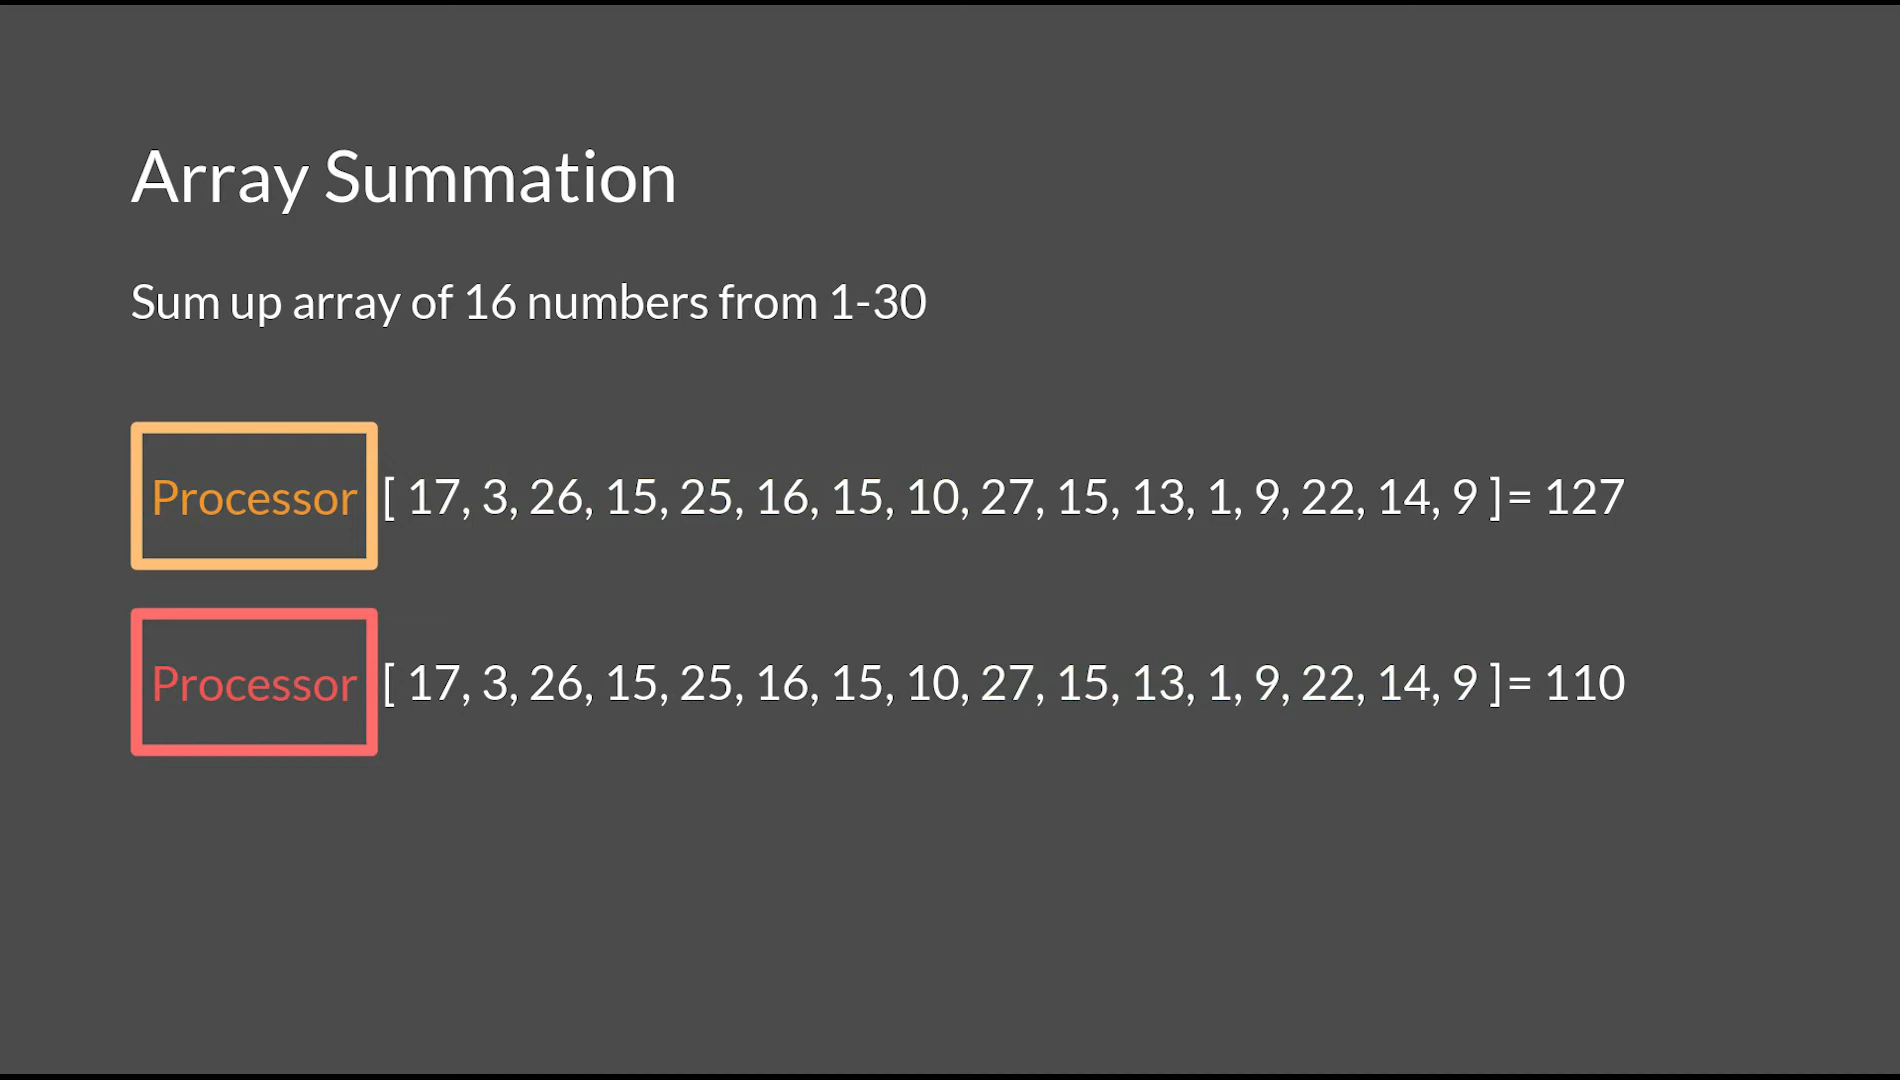 Array Summation
Sum up array of 16 numbers from 1-30
Processor [ 17, 3, 26, 15, 25, 16, 15, 10, 27, 15, 13, 1, 9, 22, 14, 9 ]= 127
Processor [ 17, 3, 26, 15, 25, 16, 15, 10, 27, 15, 13, 1, 9, 22, 14, 9 ]= 110